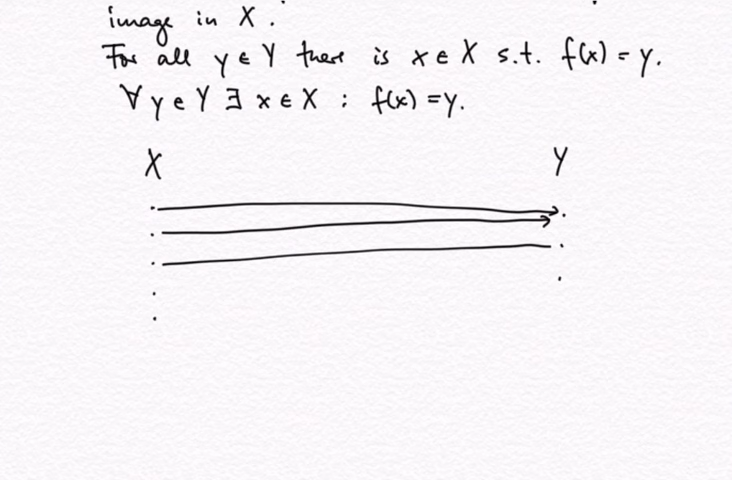 image in X.
For all y ∈ Y there is x ∈ X s.t. f(x) = y.
∀ y ∈ Y ∃ x ∈ X : f(x) = y.
X Y